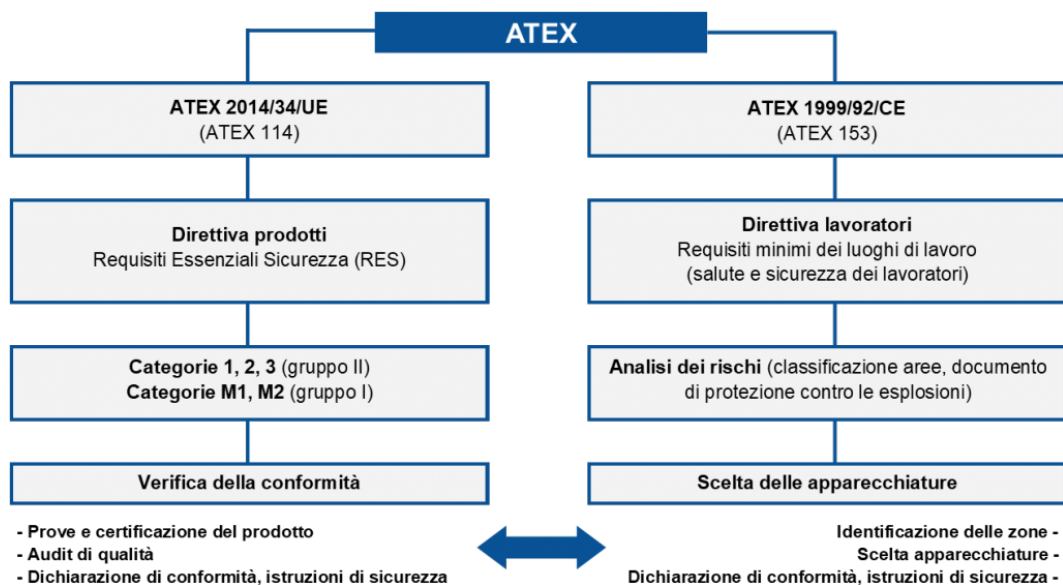 ATEX
ATEX 2014/34/UE
(ATEX 114)
ATEX 1999/92/CE
(ATEX 153)
Direttiva prodotti
Requisiti Essenziali Sicurezza (RES)
Direttiva lavoratori
Requisiti minimi dei luoghi di lavoro
(salute e sicurezza dei lavoratori)
Categorie 1, 2, 3 (gruppo II)
Categorie M1, M2 (gruppo I)
Analisi dei rischi (classificazione aree, documento
di protezione contro le esplosioni)
Verifica della conformità
Scelta delle apparecchiature
- Prove e certificazione del prodotto
- Audit di qualità
- Dichiarazione di conformità, istruzioni di sicurezza
Identificazione delle zone -
Scelta apparecchiature -
Dichiarazione di conformità, istruzioni di sicurezza -